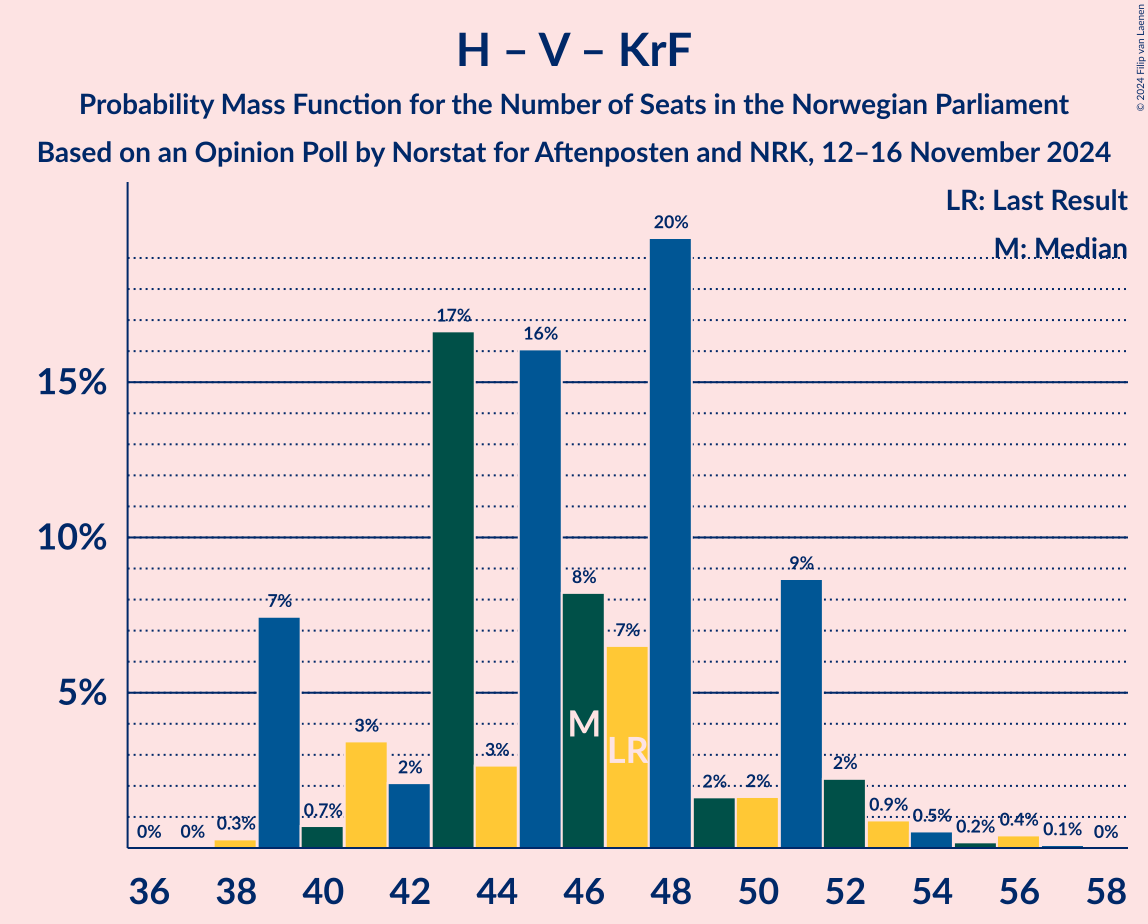 H – V – KrF
Probability Mass Function for the Number of Seats in the Norwegian Parliament
Based on an Opinion Poll by Norstat for Aftenposten and NRK, 12–16 November 2024
© 2024 Filip van Laenen
LR: Last Result
M: Median
20%
17%
16%
15%
10%
9%
8%
7%
7%
5%
M
LR
3%
2%
3%
2%
2%
2%
0%
0%
0.3%
0.7%
0.9%
0.5%
0.2%
0.4%
0.1%
0%
36 38 40 42 44 46 48 50 52 54 56 58